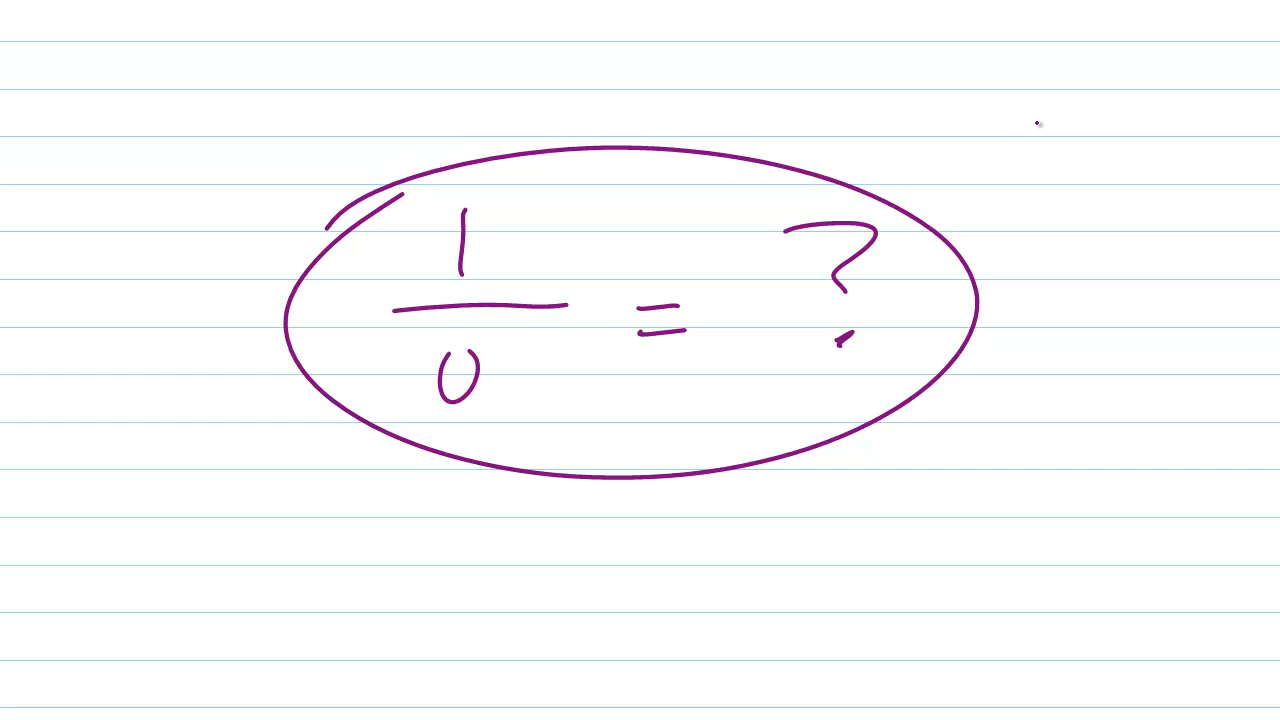 1/0 = ?